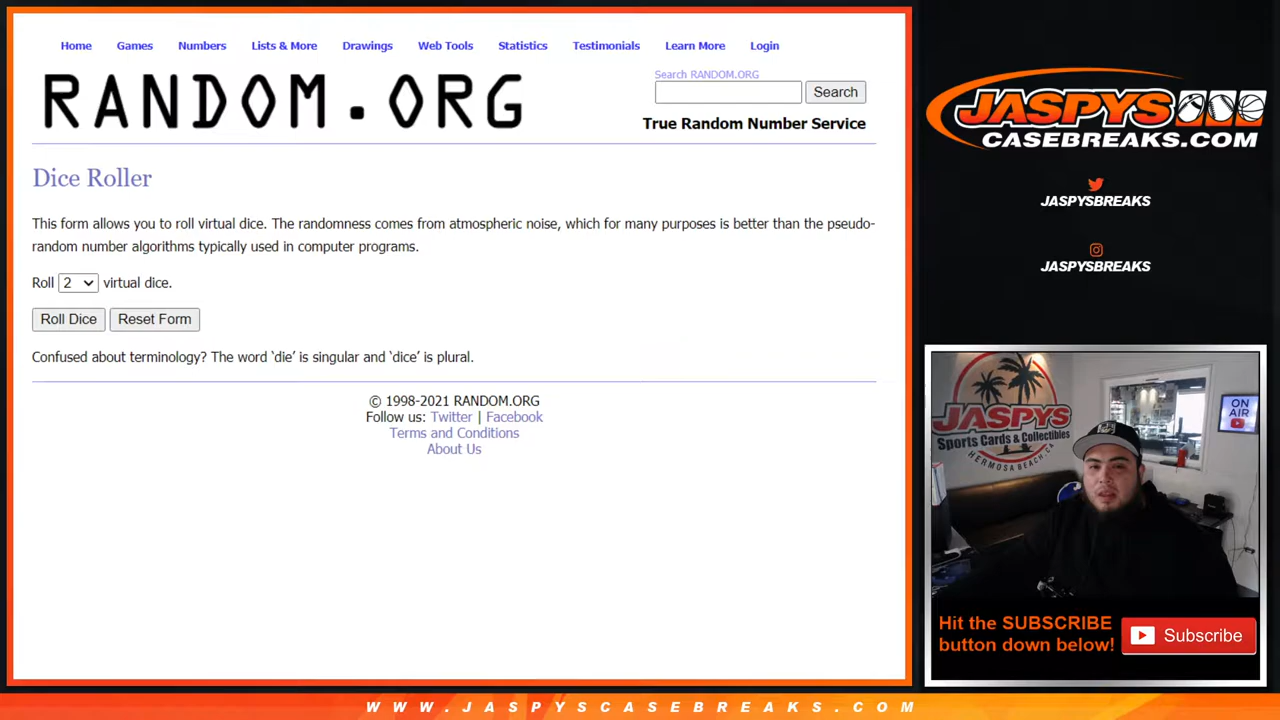 Home Games Numbers Lists & More Drawings Web Tools Statistics Testimonials Learn More Login
RANDOM.ORG
Search RANDOM.ORG
Search
True Random Number Service
Dice Roller
This form allows you to roll virtual dice. The randomness comes from atmospheric noise, which for many purposes is better than the pseudo-
random number algorithms typically used in computer programs.
Roll 2 virtual dice.
Roll Dice Reset Form
Confused about terminology? The word ‘die’ is singular and ‘dice’ is plural.
© 1998-2021 RANDOM.ORG
Follow us: Twitter | Facebook
Terms and Conditions
About Us
JASPYS
CASEBREAKS.COM
JASPYSBREAKS
JASPYSBREAKS
JASPYS
Sports Cards & Collectibles
HERMOSA BEACH, CA
ON
AIR
Hit the SUBSCRIBE
button down below!
Subscribe
WWW.JASPYSCASEBREAKS.COM